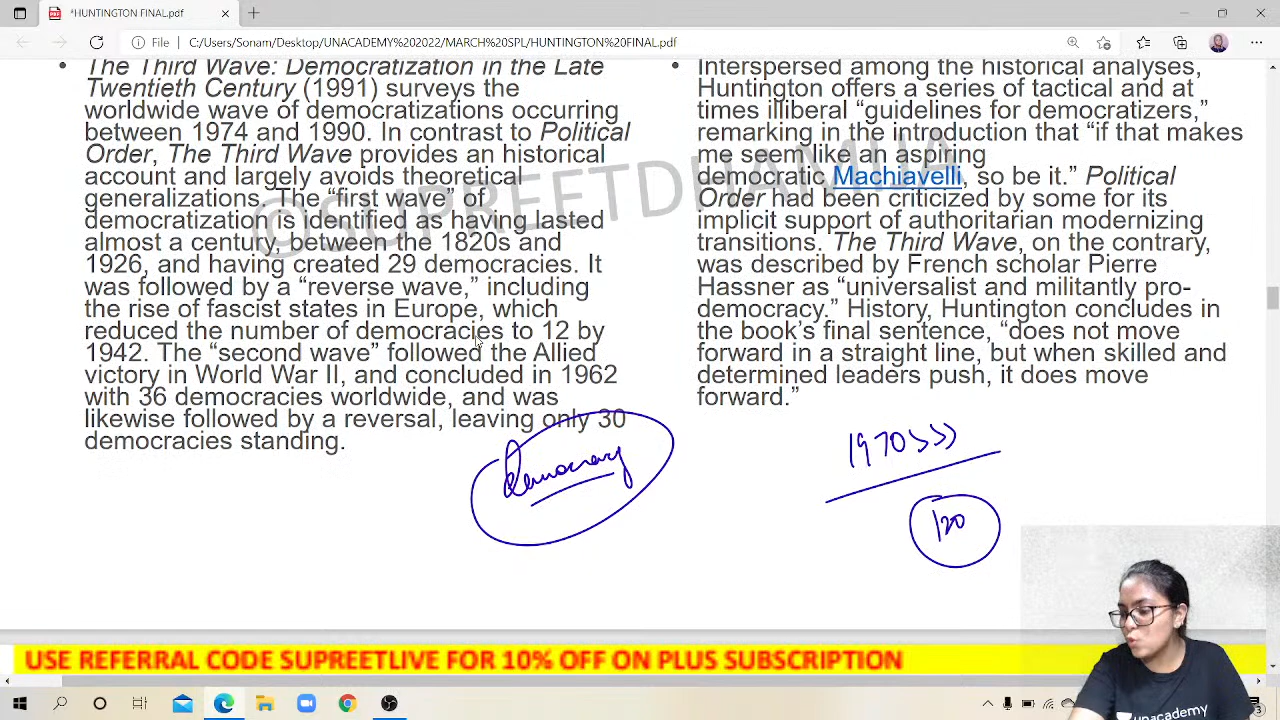 *HUNTINGTON FINAL.pdf
File
C:/Users/Sonam/Desktop/UNACADEMY%202022/MARCH%20PL/HUNTINGTON%20FINAL.pdf
• The Third Wave: Democratization in the Late
Twentieth Century (1991) surveys the
worldwide wave of democratizations occurring
between 1974 and 1990. In contrast to Political
Order, The Third Wave provides an historical
account and largely avoids theoretical
generalizations. The “first wave” of
democratization is identified as having lasted
almost a century, between the 1820s and
1926, and having created 29 democracies. It
was followed by a “reverse wave,” including
the rise of fascist states in Europe, which
reduced the number of democracies to 12 by
1942. The “second wave” followed the Allied
victory in World War II, and concluded in 1962
with 36 democracies worldwide, and was
likewise followed by a reversal, leaving only 30
democracies standing.
• Interspersed among the historical analyses,
Huntington offers a series of tactical and at
times illiberal “guidelines for democratizers,”
remarking in the introduction that “if that makes
me seem like an aspiring
democratic Machiavelli, so be it.” Political
Order had been criticized by some for its
implicit support of authoritarian modernizing
transitions. The Third Wave, on the contrary,
was described by French scholar Pierre
Hassner as “universalist and militantly pro-
democracy.” History, Huntington concludes in
the book’s final sentence, “does not move
forward in a straight line, but when skilled and
determined leaders push, it does move
forward.”
©SUPREETDHAMIJA
Democracy
1970>>>
120
unacademy
USE REFERRAL CODE SUPREETLIVE FOR 10% OFF ON PLUS SUBSCRIPTION